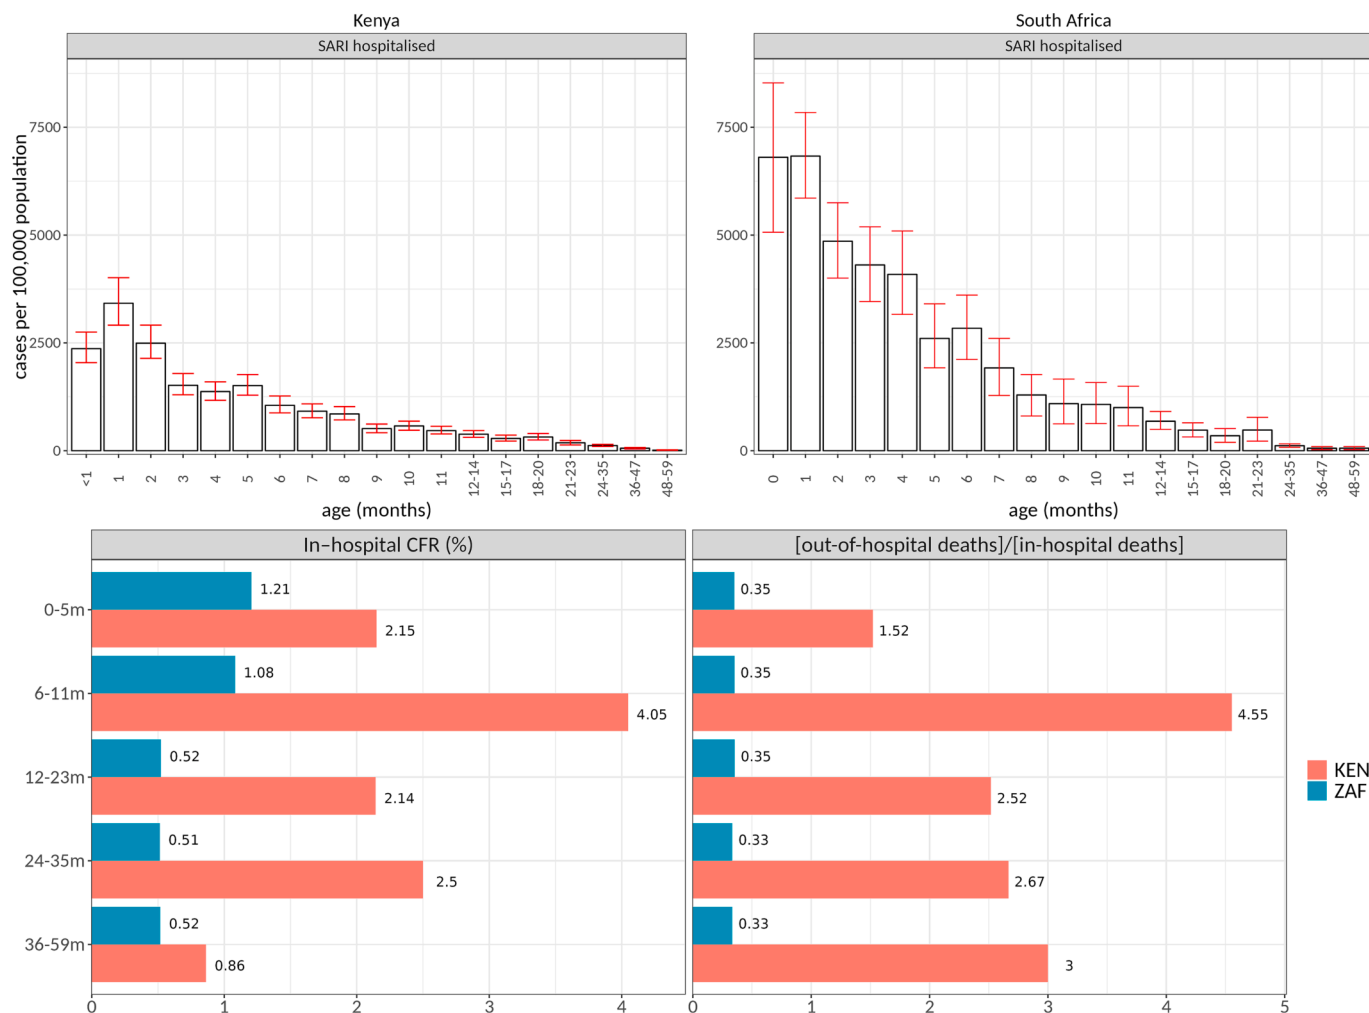 Kenya
SARI hospitalised
cases per 100,000 population
7500
5000
2500
0
<1 1 2 3 4 5 6 7 8 9 10 11 12-14 15-17 18-20 21-23 24-35 36-47 48-59
age (months)
South Africa
SARI hospitalised
7500
5000
2500
0
0 1 2 3 4 5 6 7 8 9 10 11 12-14 15-17 18-20 21-23 24-35 36-47 48-59
age (months)
In-hospital CFR (%)
0-5m
1.21
2.15
6-11m
1.08
4.05
12-23m
0.52
2.14
24-35m
0.51
2.5
36-59m
0.52
0.86
0 1 2 3 4
[out-of-hospital deaths]/[in-hospital deaths]
0.35
1.52
0.35
4.55
0.35
2.52
0.33
2.67
0.33
3
0 1 2 3 4 5
KEN
ZAF